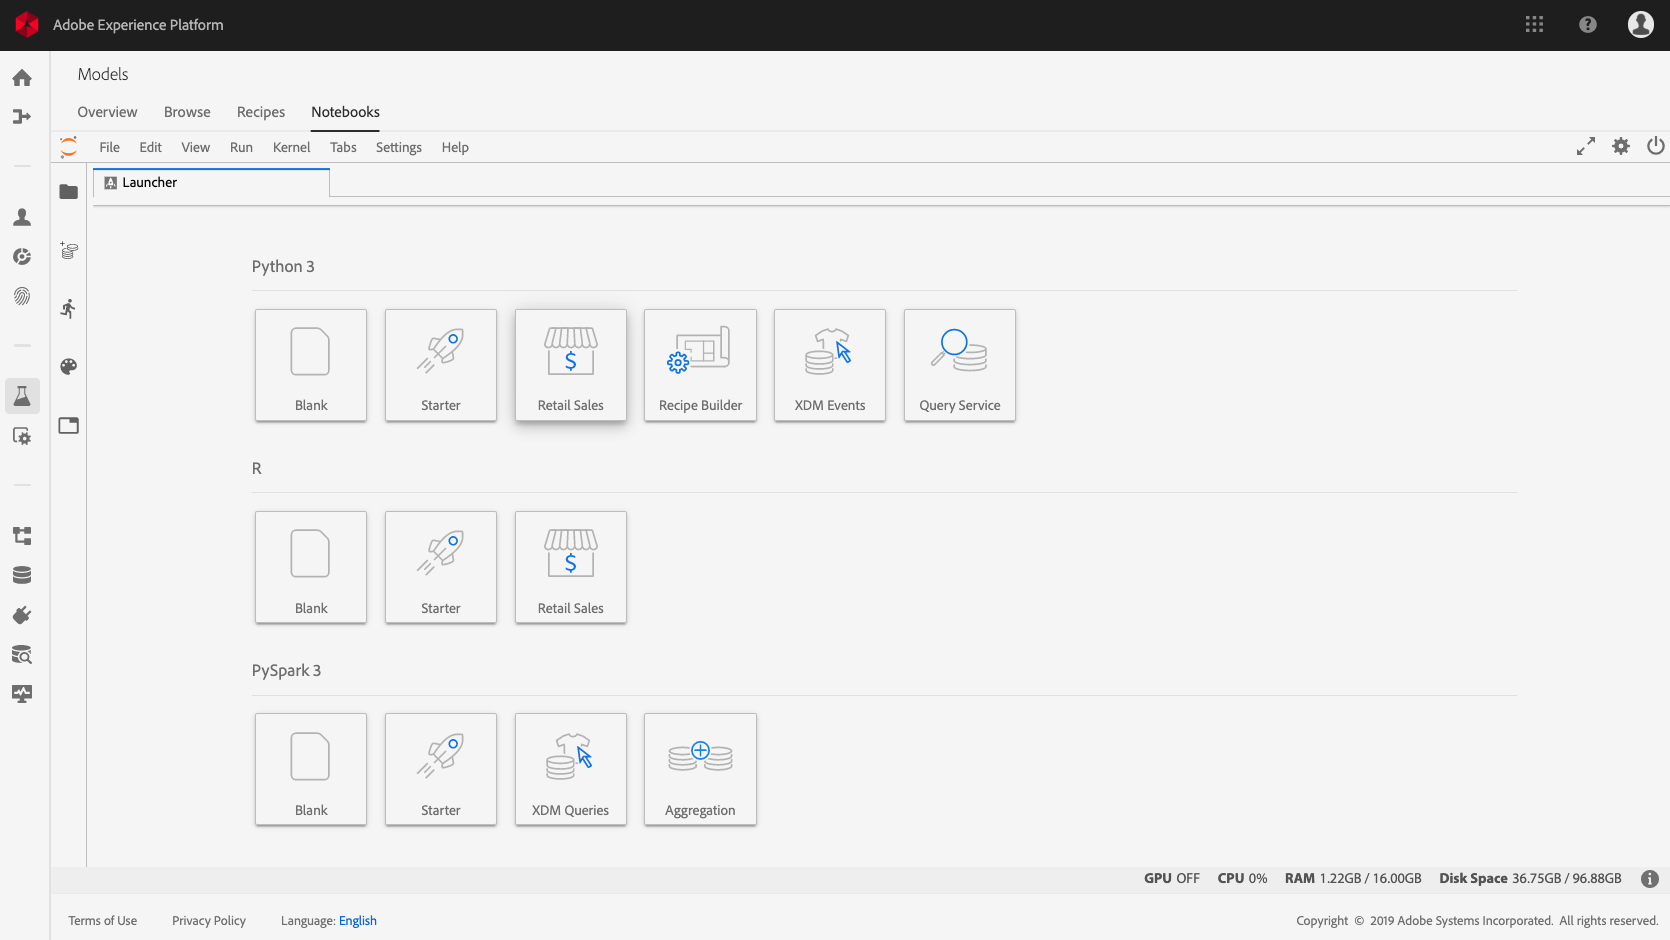 Adobe Experience Platform
Models
Overview Browse Recipes Notebooks
File Edit View Run Kernel Tabs Settings Help
Launcher
Python 3
Blank Starter Retail Sales Recipe Builder XDM Events Query Service
R
Blank Starter Retail Sales
PySpark 3
Blank Starter XDM Queries Aggregation
GPU OFF CPU 0% RAM 1.22GB / 16.00GB Disk Space 36.75GB / 96.88GB
Terms of Use Privacy Policy Language: English Copyright © 2019 Adobe Systems Incorporated. All rights reserved.